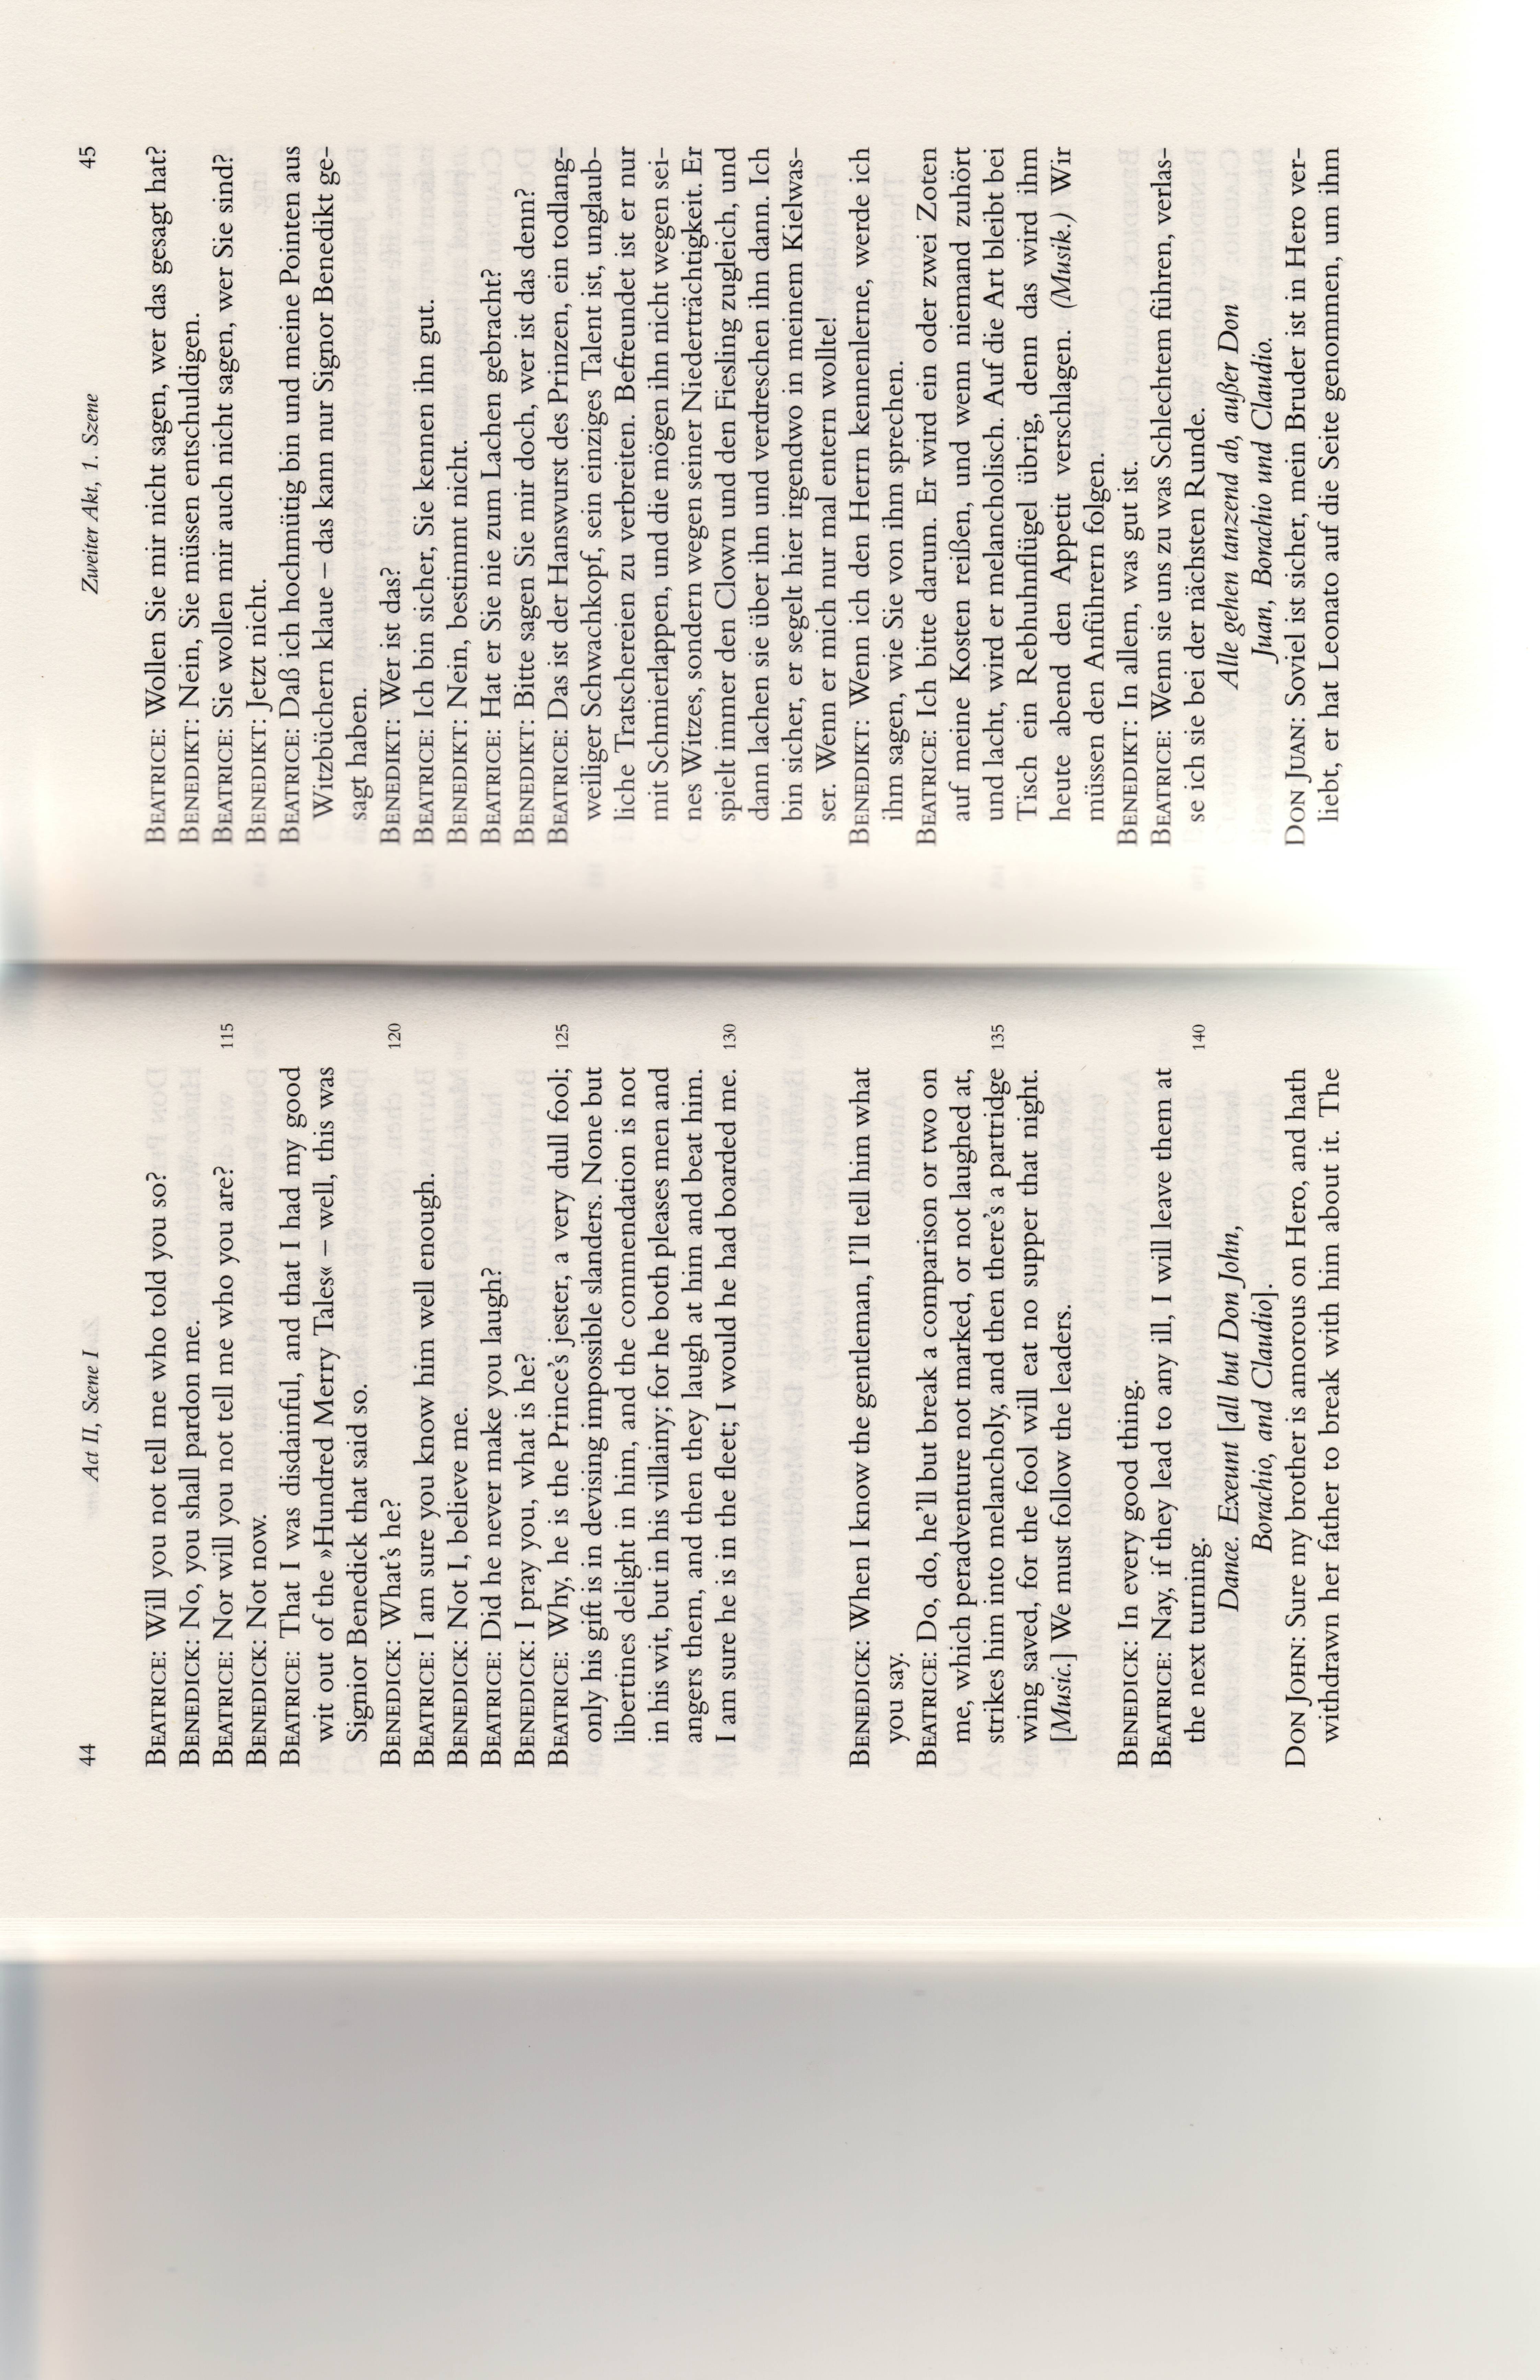 44
Act II, Scene I
BEATRICE: Will you not tell me who told you so?
BENEDICK: No, you shall pardon me.
BEATRICE: Nor will you not tell me who you are?
115
BENEDICK: Not now.
BEATRICE: That I was disdainful, and that I had my good
wit out of the »Hundred Merry Tales« – well, this was
Signior Benedick that said so.
BENEDICK: What's he?
120
BEATRICE: I am sure you know him well enough.
BENEDICK: Not I, believe me.
BEATRICE: Did he never make you laugh?
BENEDICK: I pray you, what is he?
BEATRICE: Why, he is the Prince's jester, a very dull fool;
125
only his gift is in devising impossible slanders. None but
libertines delight in him, and the commendation is not
in his wit, but in his villainy; for he both pleases men and
angers them, and then they laugh at him and beat him.
I am sure he is in the fleet; I would he had boarded me.
130
BENEDICK: When I know the gentleman, I'll tell him what
you say.
BEATRICE: Do, do, he'll but break a comparison or two on
me, which peradventure not marked, or not laughed at,
strikes him into melancholy, and then there's a partridge
135
wing saved, for the fool will eat no supper that night.
[Music.] We must follow the leaders.
BENEDICK: In every good thing.
BEATRICE: Nay, if they lead to any ill, I will leave them at
the next turning.
140
Dance. Exeunt [all but Don John,
Borachio, and Claudio].
DON JOHN: Sure my brother is amorous on Hero, and hath
withdrawn her father to break with him about it. The
Zweiter Akt, 1. Szene
45
BEATRICE: Wollen Sie mir nicht sagen, wer das gesagt hat?
BENEDIKT: Nein, Sie müssen entschuldigen.
BEATRICE: Sie wollen mir auch nicht sagen, wer Sie sind?
BENEDIKT: Jetzt nicht.
BEATRICE: Daß ich hochmütig bin und meine Pointen aus
Witzbüchern klaue – das kann nur Signor Benedikt ge-
sagt haben.
BENEDIKT: Wer ist das?
BEATRICE: Ich bin sicher, Sie kennen ihn gut.
BENEDIKT: Nein, bestimmt nicht.
BEATRICE: Hat er Sie nie zum Lachen gebracht?
BENEDIKT: Bitte sagen Sie mir doch, wer ist das denn?
BEATRICE: Das ist der Hanswurst des Prinzen, ein todlang-
weiliger Schwachkopf, sein einziges Talent ist, unglaub-
liche Tratschereien zu verbreiten. Befreundet ist er nur
mit Schmierlappen, und die mögen ihn nicht wegen sei-
nes Witzes, sondern wegen seiner Niederträchtigkeit. Er
spielt immer den Clown und den Fiesling zugleich, und
dann lachen sie über ihn und verdreschen ihn dann. Ich
bin sicher, er segelt hier irgendwo in meinem Kielwas-
ser. Wenn er mich nur mal entern wollte!
BENEDIKT: Wenn ich den Herrn kennenlerne, werde ich
ihm sagen, wie Sie von ihm sprechen.
BEATRICE: Ich bitte darum. Er wird ein oder zwei Zoten
auf meine Kosten reißen, und wenn niemand zuhört
und lacht, wird er melancholisch. Auf die Art bleibt bei
Tisch ein Rebhuhnflügel übrig, denn das wird ihm
heute abend den Appetit verschlagen. (Musik.) Wir
müssen den Anführern folgen.
BENEDIKT: In allem, was gut ist.
BEATRICE: Wenn sie uns zu was Schlechtem führen, verlas-
se ich sie bei der nächsten Runde.
Alle gehen tanzend ab, außer Don
Juan, Borachio und Claudio.
DON JUAN: Soviel ist sicher, mein Bruder ist in Hero ver-
liebt, er hat Leonato auf die Seite genommen, um ihm